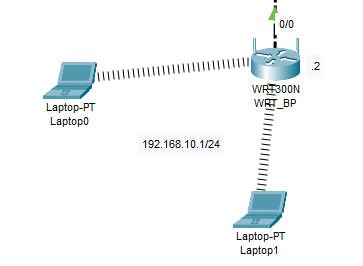 0/0
.2
WRT300N
WRT_BP
Laptop-PT
Laptop0
192.168.10.1/24
Laptop-PT
Laptop1